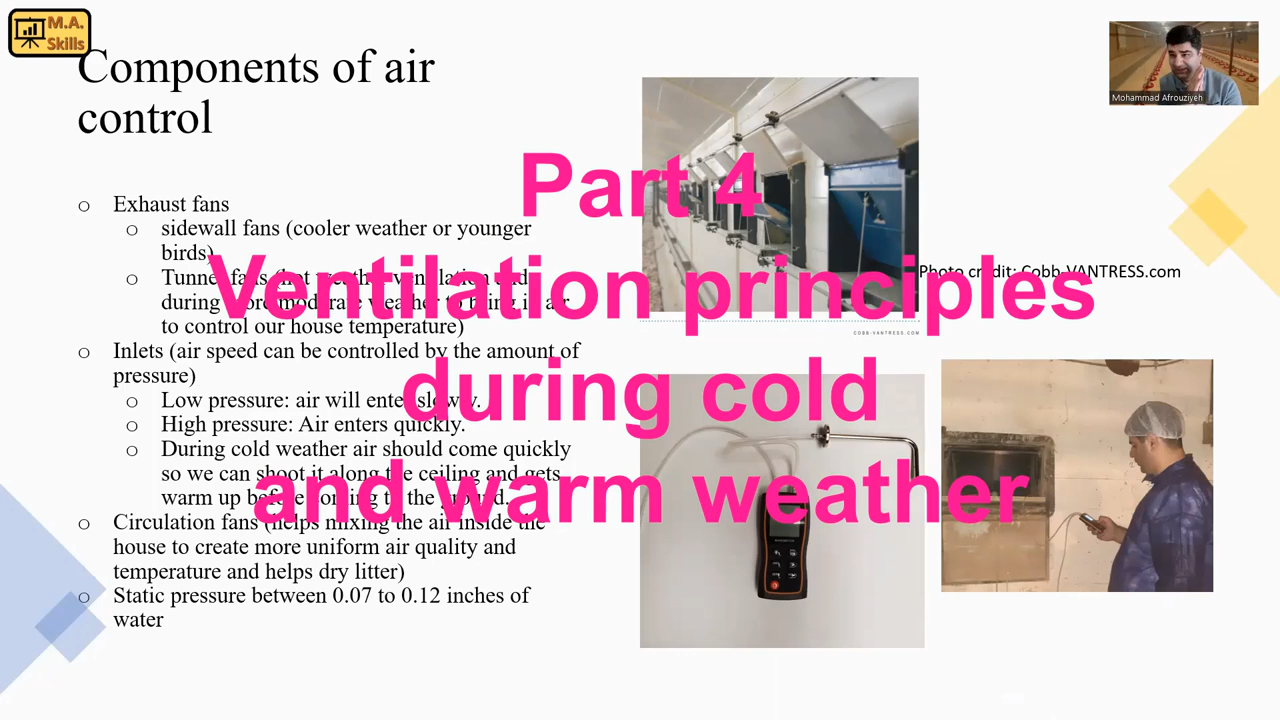 M.A.
Skills
Components of air
control
Mohammad Afrouziyeh
Part 4
Ventilation principles
during cold
and warm weather
o Exhaust fans
o sidewall fans (cooler weather or younger
birds)
o Tunnel fans (hot weather ventilation and
during more moderate weather to bring in air
to control our house temperature)
o Inlets (air speed can be controlled by the amount of
pressure)
o Low pressure: air will enter slowly.
o High pressure: Air enters quickly.
o During cold weather air should come quickly
so we can shoot it along the ceiling and gets
warm up before coming to the ground.
o Circulation fans (helps mixing the air inside the
house to create more uniform air quality and
temperature and helps dry litter)
o Static pressure between 0.07 to 0.12 inches of
water
Photo credit: Cobb-VANTRESS.com
COBB-VANTRESS.COM